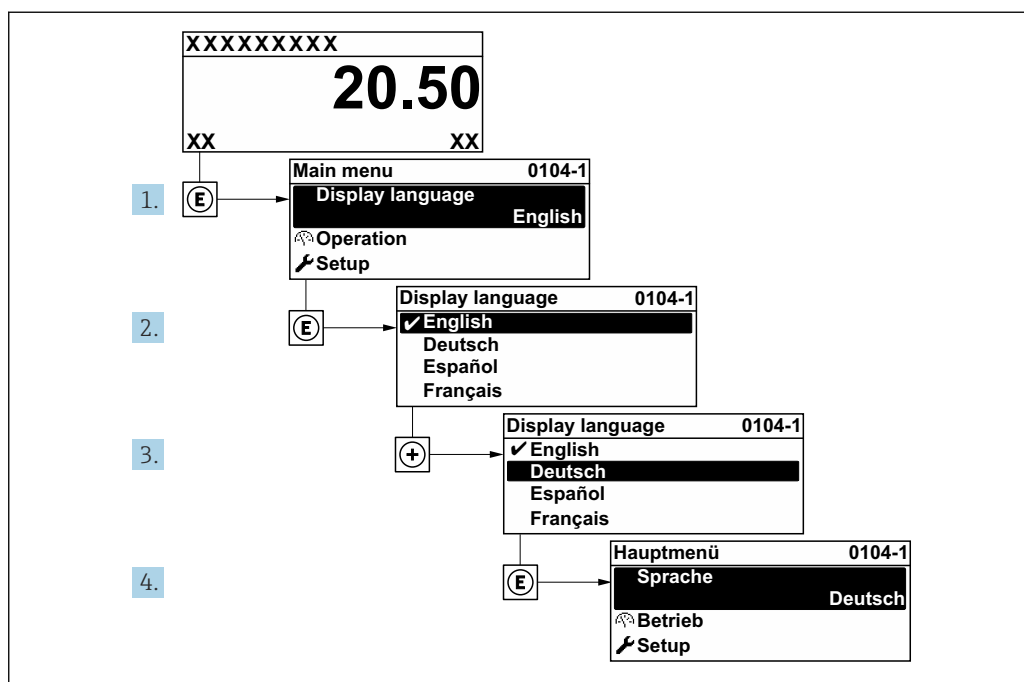 XXXXXXXXX
20.50
XX XX
1. E
Main menu 0104-1
Display language
English
Operation
Setup
2. E
Display language 0104-1
✔English
Deutsch
Español
Français
3. +
Display language 0104-1
✔English
Deutsch
Español
Français
4. E
Hauptmenü 0104-1
Sprache
Deutsch
Betrieb
Setup